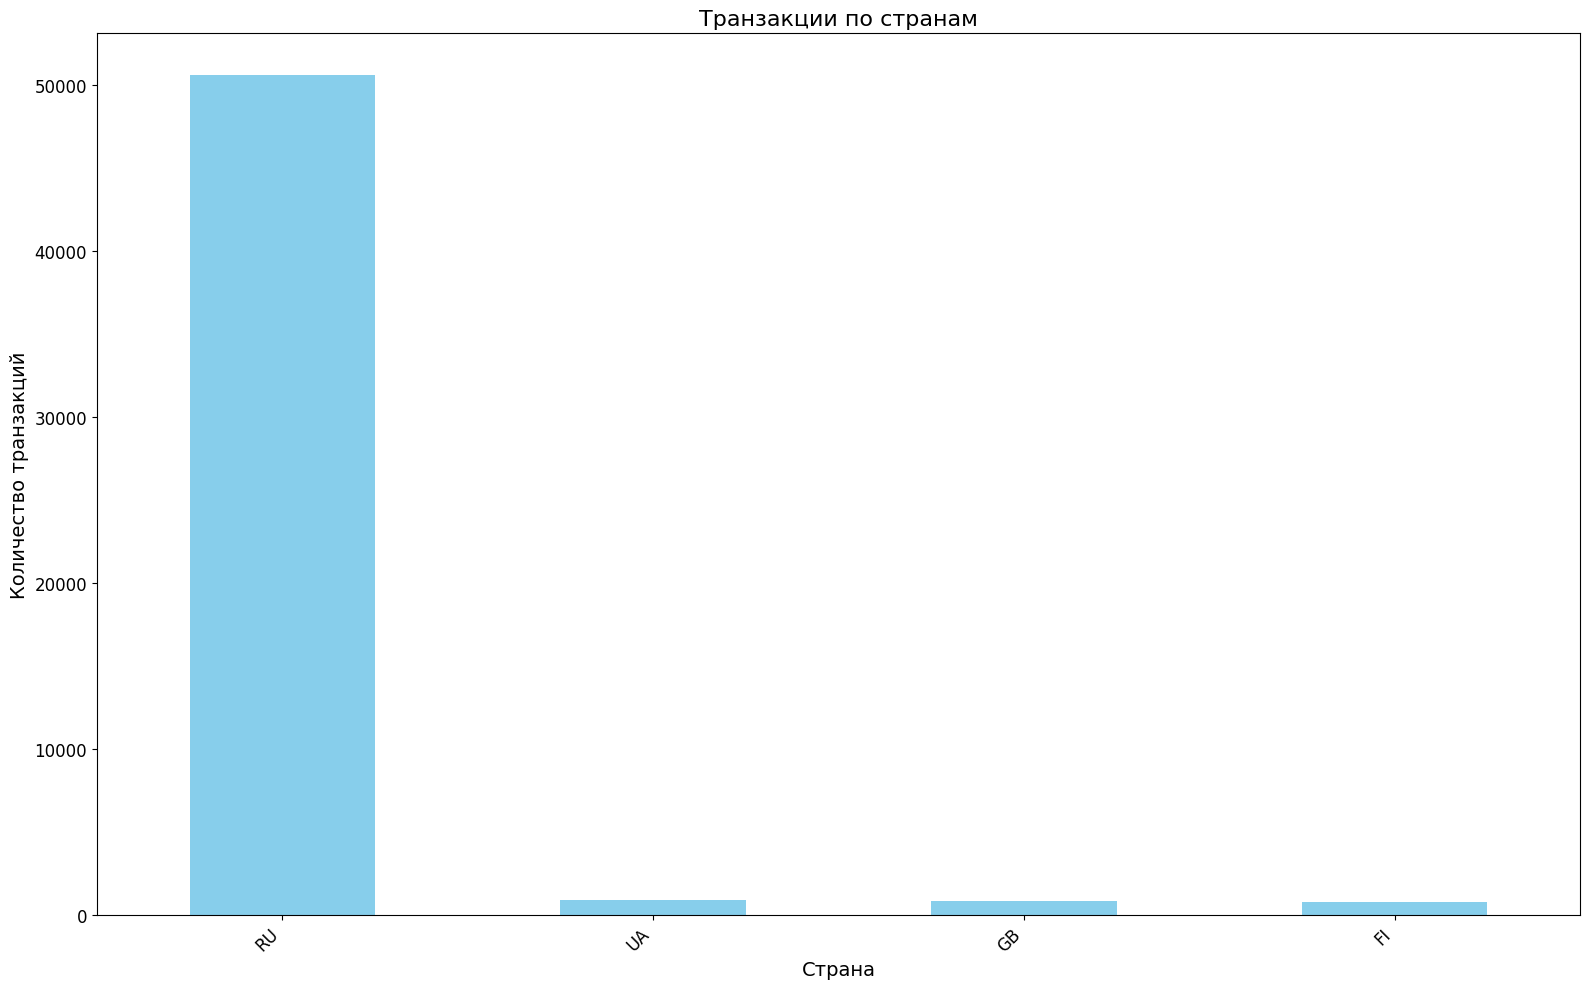 Транзакции по странам
Количество транзакций
50000
40000
30000
20000
10000
0
RU
UA
GB
FI
Страна